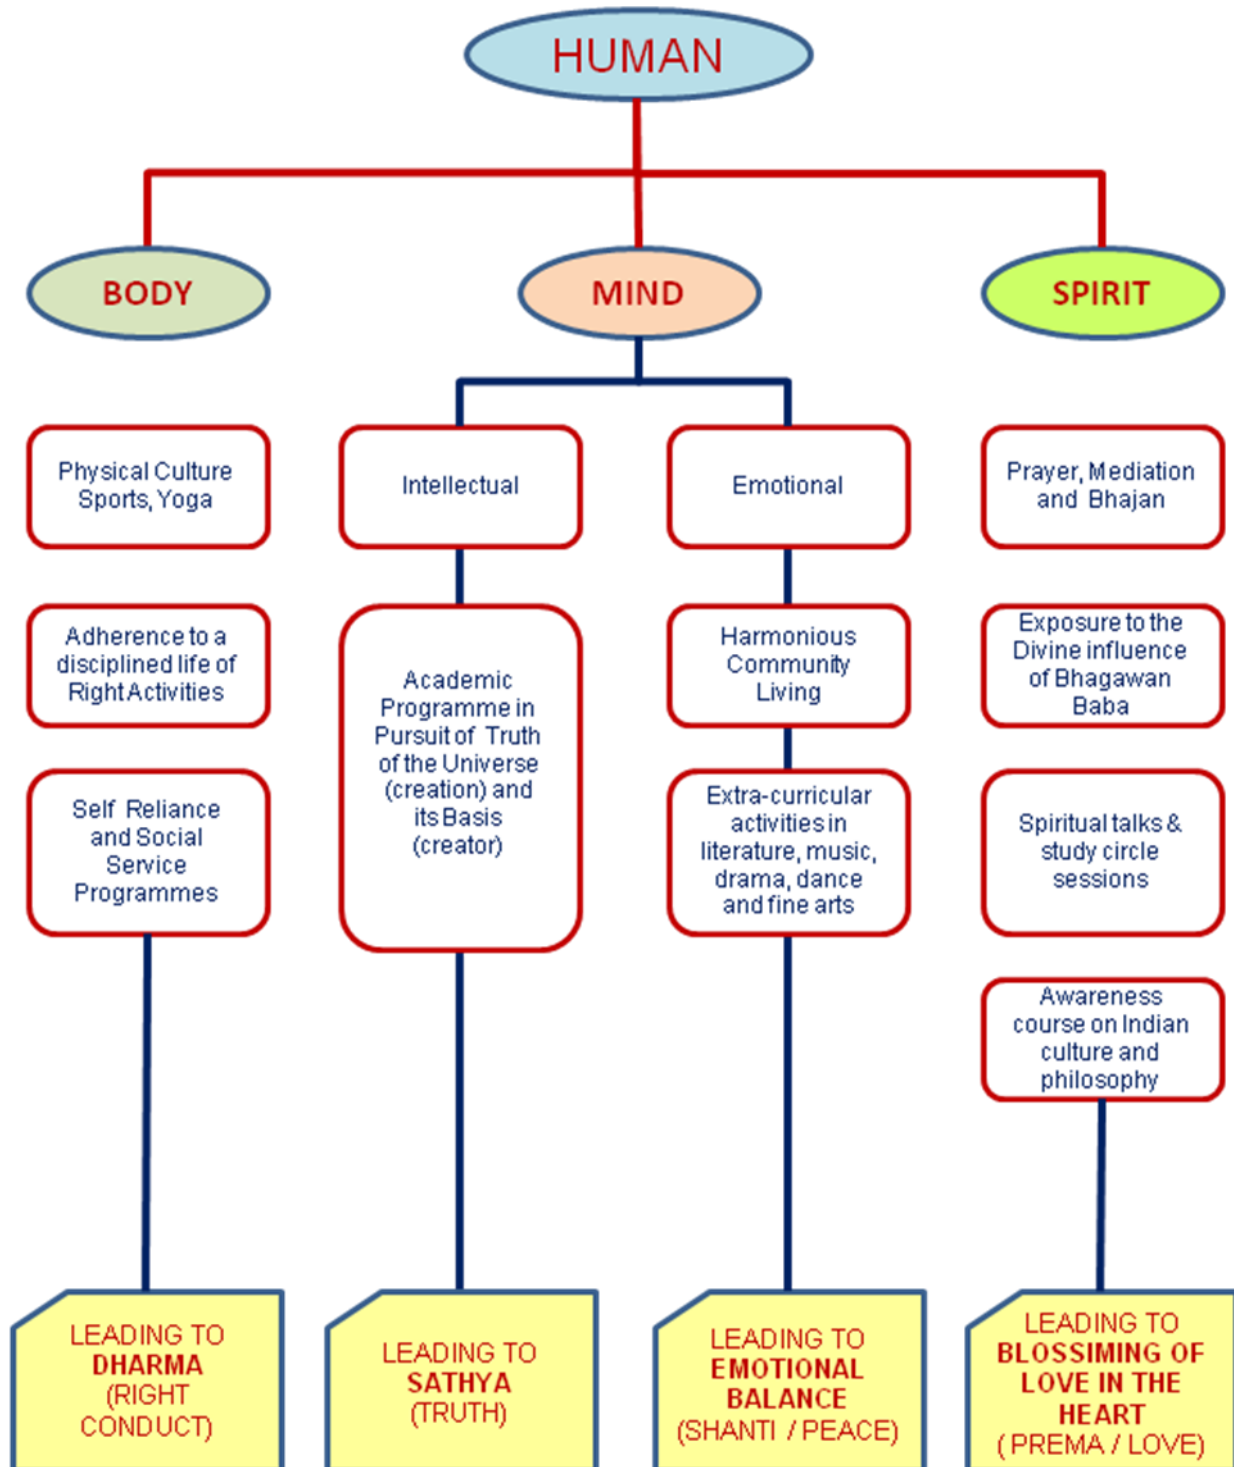 HUMAN
BODY
MIND
SPIRIT
Physical Culture
Sports, Yoga
Intellectual
Emotional
Prayer, Mediation
and Bhajan
Adherence to a
disciplined life of
Right Activities
Academic
Programme in
Pursuit of Truth
of the Universe
(creation) and
its Basis
(creator)
Harmonious
Community
Living
Exposure to the
Divine influence
of Bhagawan
Baba
Self Reliance
and Social
Service
Programmes
Extra-curricular
activities in
literature, music,
drama, dance
and fine arts
Spiritual talks &
study circle
sessions
Awareness
course on Indian
culture and
philosophy
LEADING TO
DHARMA
(RIGHT
CONDUCT)
LEADING TO
SATHYA
(TRUTH)
LEADING TO
EMOTIONAL
BALANCE
(SHANTI / PEACE)
LEADING TO
BLOSSIMING OF
LOVE IN THE
HEART
( PREMA / LOVE)